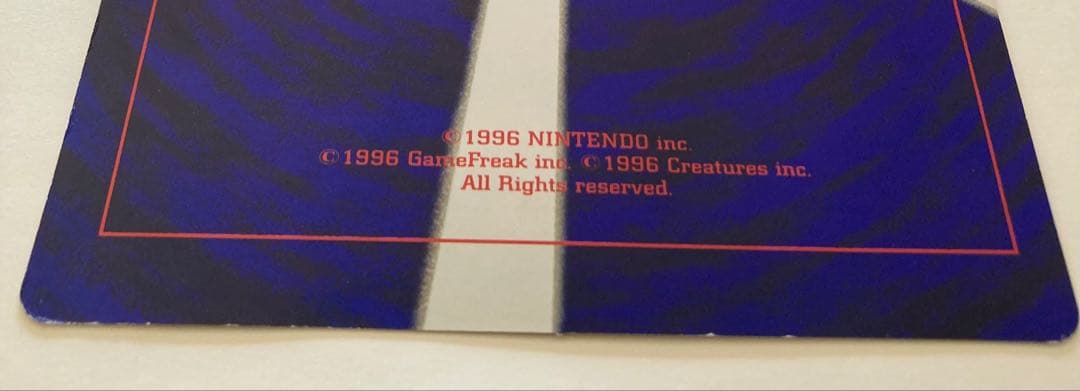 ©1996 NINTENDO inc.
©1996 GameFreak inc. ©1996 Creatures inc.
All Rights reserved.